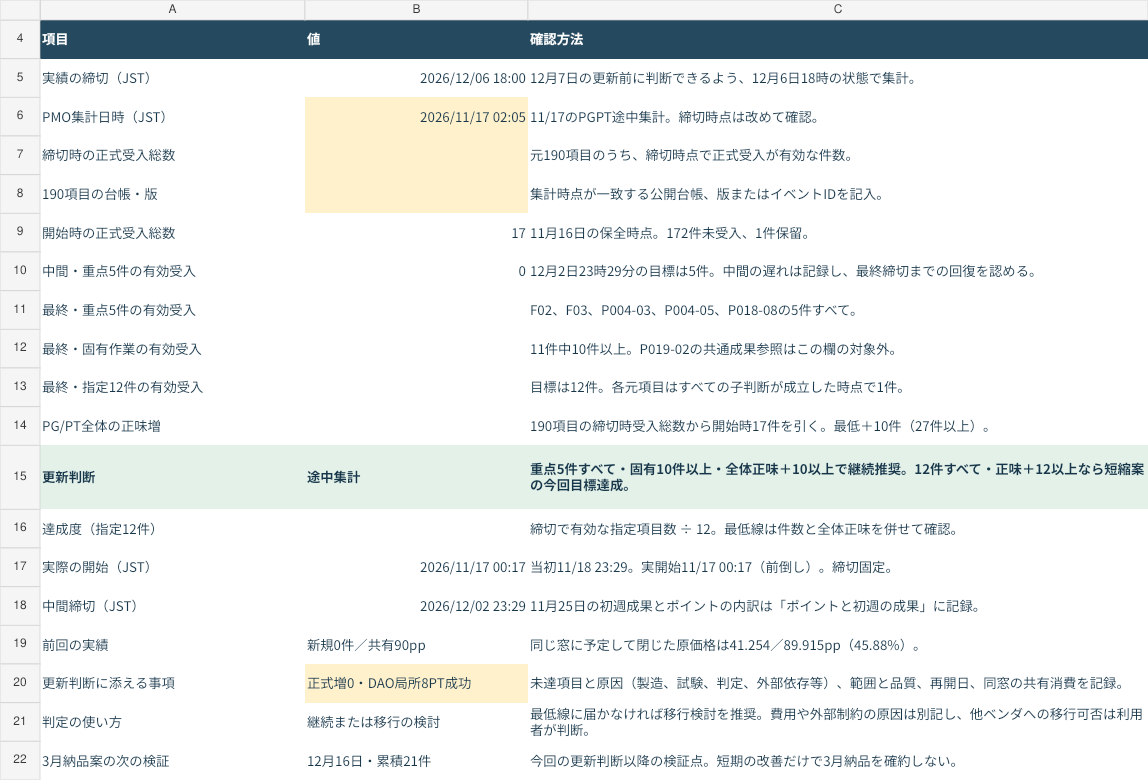 A B C
4 項目 値 確認方法
5 実績の締切（JST） 2026/12/06 18:00 12月7日の更新前に判断できるよう、12月6日18時の状態で集計。
6 PMO集計日時（JST） 2026/11/17 02:05 11/17のPGPT途中集計。締切時点は改めて確認。
7 締切時の正式受入総数 元190項目のうち、締切時点で正式受入が有効な件数。
8 190項目の台帳・版 集計時点が一致する公開台帳、版またはイベントIDを記入。
9 開始時の正式受入総数 17 11月16日の保全時点。172件未受入、1件保留。
10 中間・重点5件の有効受入 0 12月2日23時29分の目標は5件。中間の遅れは記録し、最終締切までの回復を認める。
11 最終・重点5件の有効受入 F02、F03、P004-03、P004-05、P018-08の5件すべて。
12 最終・固有作業の有効受入 11件中10件以上。P019-02の共通成果参照はこの欄の対象外。
13 最終・指定12件の有効受入 目標は12件。各元項目はすべての子判断が成立した時点で1件。
14 PG/PT全体の正味増 190項目の締切時受入総数から開始時17件を引く。最低＋10件（27件以上）。
15 更新判断 途中集計 重点5件すべて・固有10件以上・全体正味＋10以上で継続推奨。12件すべて・正味＋12以上なら短縮案
の今回目標達成。
16 達成度（指定12件） 締切で有効な指定項目数 ÷ 12。最低線は件数と全体正味を併せて確認。
17 実際の開始（JST） 2026/11/17 00:17 当初11/18 23:29。実開始11/17 00:17（前倒し）。締切固定。
18 中間締切（JST） 2026/12/02 23:29 11月25日の初週成果とポイントの内訳は「ポイントと初週の成果」に記録。
19 前回の実績 新規0件／共有90pp 同じ窓に予定して閉じた原価格は41.254／89.915pp（45.88%）。
20 更新判断に添える事項 正式増0・DAO局所8PT成功 未達項目と原因（製造、試験、判定、外部依存等）、範囲と品質、再開日、同窓の共有消費を記録。
21 判定の使い方 継続または移行の検討 最低線に届かなければ移行検討を推奨。費用や外部制約の原因は別記し、他ベンダへの移行可否は利用
者が判断。
22 3月納品案の次の検証 12月16日・累積21件 今回の更新判断以降の検証点。短期の改善だけで3月納品を確約しない。